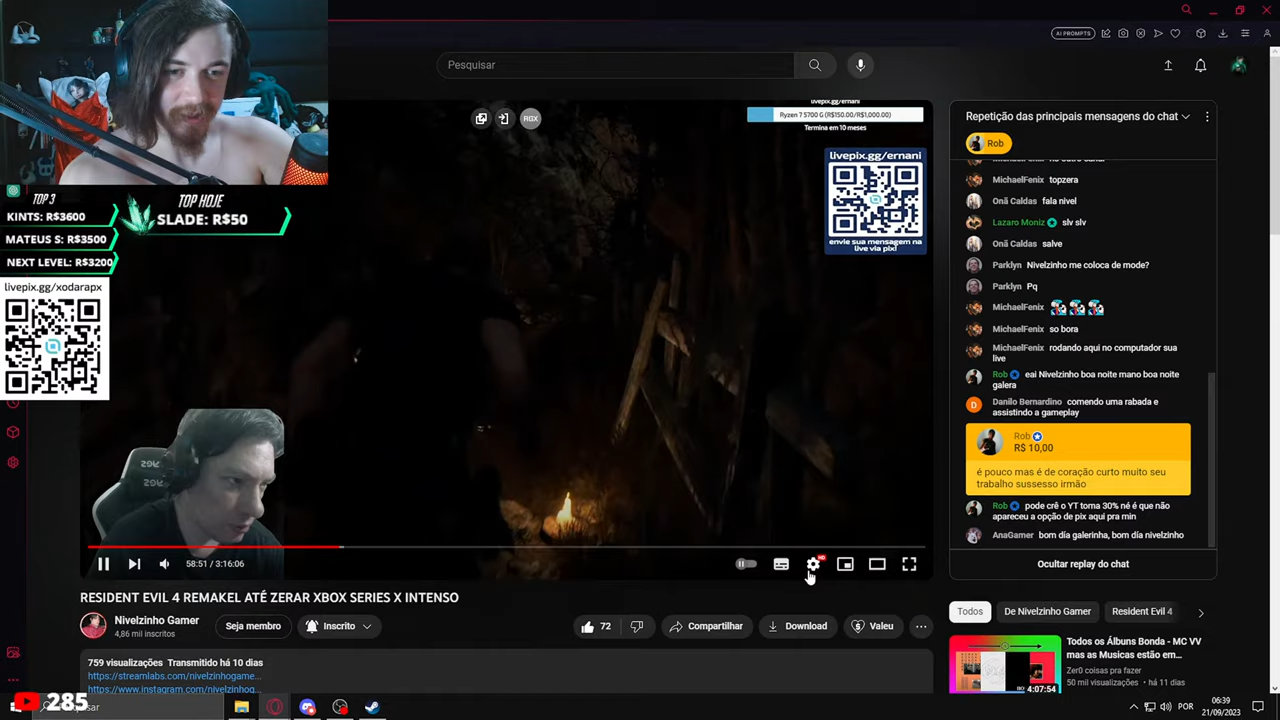 AI PROMPTS
Pesquisar
TOP 3
KINTS: R$3600
MATEUS S: R$3500
NEXT LEVEL: R$3200
TOP HOJE
SLADE: R$50
livepix.gg/xodarapx
RGX
livepix.gg/ernani
Ryzen 7 5700 G (R$150.00/R$1,000.00)
Termina em 10 meses
livepix.gg/ernani
envie sua mensagem na
live via pix!
58:51 / 3:16:06
HD
RESIDENT EVIL 4 REMAKEL ATÉ ZERAR XBOX SERIES X INTENSO
Nivelzinho Gamer
4,86 mil inscritos
Seja membro
Inscrito
72
Compartilhar
Download
Valeu
759 visualizações Transmitido há 10 dias
https://streamlabs.com/nivelzinhogame...
https://www.instagram.com/nivelzinhog...
Repetição das principais mensagens do chat
Rob
MichaelFenix topzera
Onã Caldas fala nivel
Lazaro Moniz slv slv
Onã Caldas salve
Parklyn Nivelzinho me coloca de mode?
Parklyn Pq
MichaelFenix
MichaelFenix so bora
MichaelFenix rodando aqui no computador sua
live
Rob eai Nivelzinho boa noite mano boa noite
galera
Danilo Bernardino comendo uma rabada e
assistindo a gameplay
Rob
R$ 10,00
é pouco mas é de coração curto muito seu
trabalho sussesso irmão
Rob pode crê o YT toma 30% né é que não
apareceu a opção de pix aqui pra min
AnaGamer bom día galerinha, bom día nivelzinho
Ocultar replay do chat
Todos
De Nivelzinho Gamer
Resident Evil 4
Todos os Álbuns Bonda - MC VV
mas as Musicas estão em...
Zer0 coisas pra fazer
50 mil visualizações • há 11 dias
4:07:54
285
POR
06:39
21/09/2023